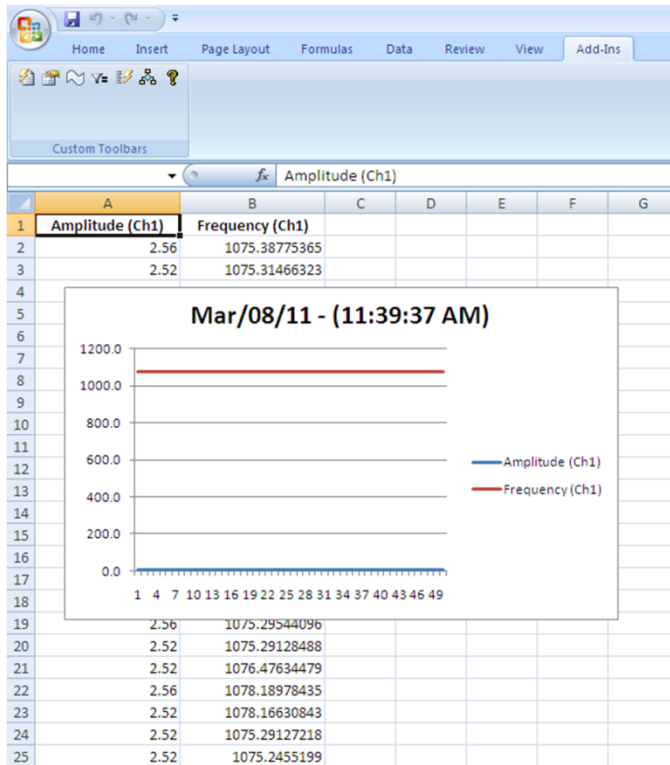 Home Insert Page Layout Formulas Data Review View Add-Ins
Custom Toolbars
fx Amplitude (Ch1)
A B C D E F G
1 Amplitude (Ch1) Frequency (Ch1)
2 2.56 1075.38775365
3 2.52 1075.31466323
4
5
6
7
8
9
10
11
12
13
14
15
16
17
18
Mar/08/11 - (11:39:37 AM)
1200.0
1000.0
800.0
600.0
400.0
200.0
0.0
1 4 7 10 13 16 19 22 25 28 31 34 37 40 43 46 49
Amplitude (Ch1)
Frequency (Ch1)
19 2.56 1075.29544096
20 2.52 1075.29128488
21 2.52 1076.47634479
22 2.56 1078.18978435
23 2.52 1078.16630843
24 2.52 1075.29127218
25 2.52 1075.2455199